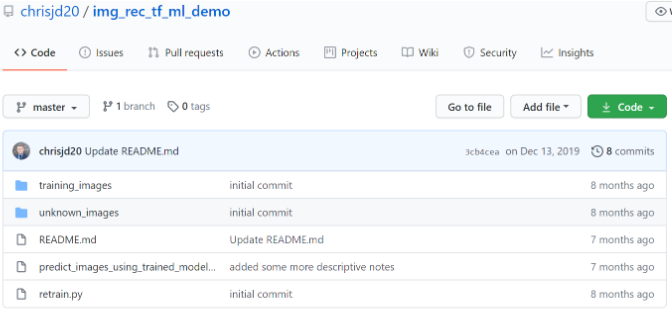 chrisjd20 / img_rec_tf_ml_demo
Code Issues Pull requests Actions Projects Wiki Security Insights
master 1 branch 0 tags Go to file Add file Code
chrisjd20 Update README.md 3cb4cea on Dec 13, 2019 8 commits
training_images initial commit 8 months ago
unknown_images initial commit 8 months ago
README.md Update README.md 7 months ago
predict_images_using_trained_model... added some more descriptive notes 7 months ago
retrain.py initial commit 8 months ago